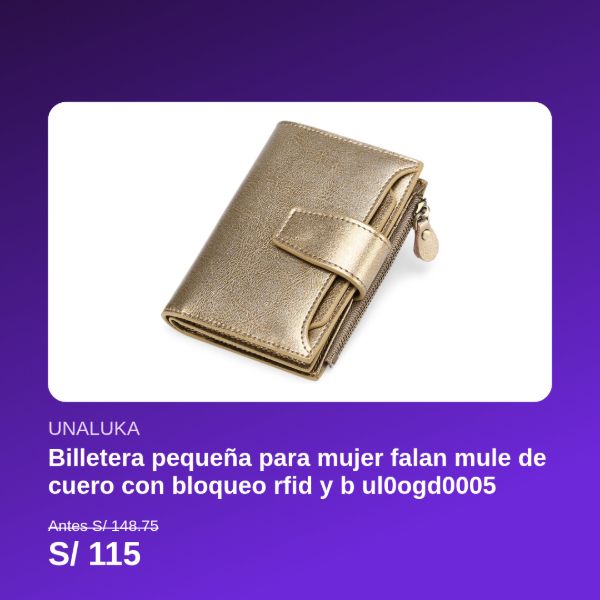 UNALUKA
Billetera pequeña para mujer falan mule de
cuero con bloqueo rfid y b ul0ogd0005
Antes S/ 148.75
S/ 115